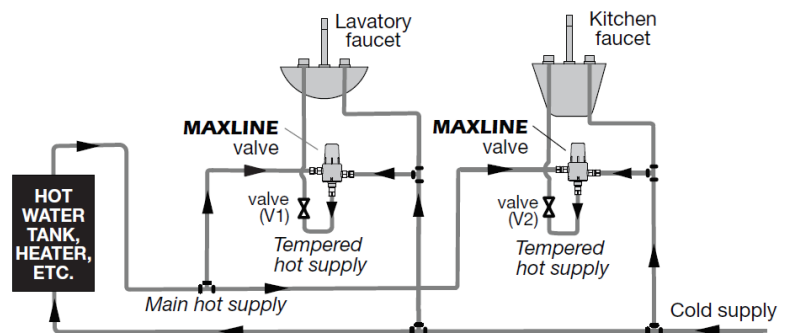 Lavatory
faucet
Kitchen
faucet
MAXLINE
valve
MAXLINE
valve
HOT
WATER
TANK,
HEATER,
ETC.
valve
(V1)
valve
(V2)
Tempered
hot supply
Tempered
hot supply
Main hot supply
Cold supply